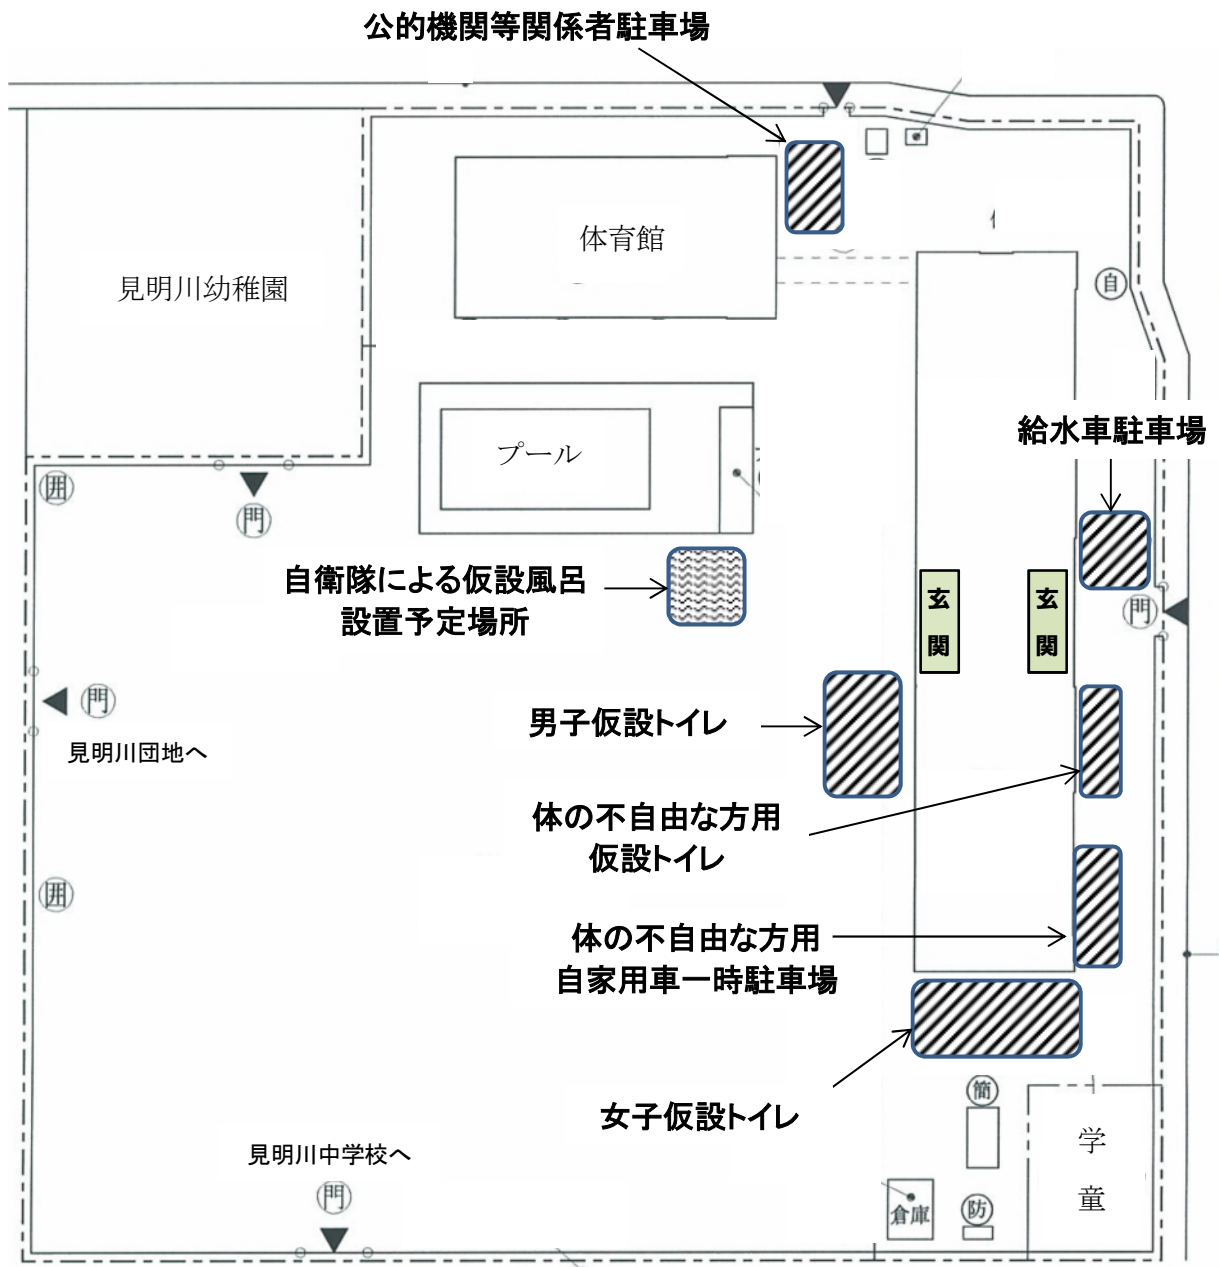 公的機関等関係者駐車場
体育館
見明川幼稚園
自
給水車駐車場
プール
囲
門
自衛隊による仮設風呂
設置予定場所
玄関
玄関
門
門
男子仮設トイレ
見明川団地へ
体の不自由な方用
仮設トイレ
囲
体の不自由な方用
自家用車一時駐車場
女子仮設トイレ
簡
学童
見明川中学校へ
門
倉庫
防